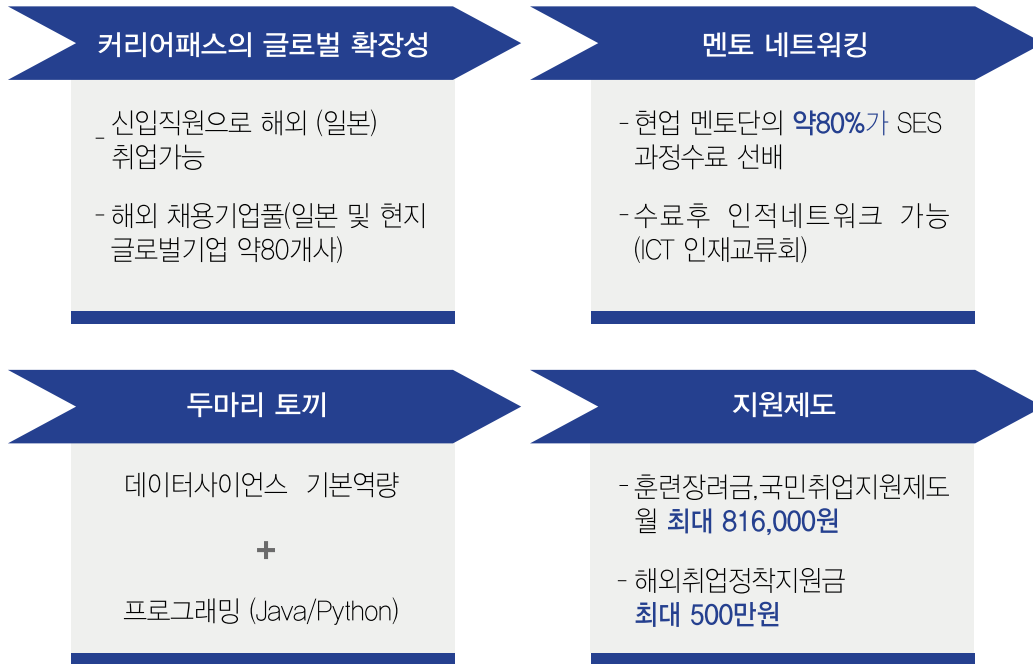 커리어패스의 글로벌 확장성
- 신입직원으로 해외 (일본)
취업가능
- 해외 채용기업풀(일본 및 현지
글로벌기업 약80개사)
멘토 네트워킹
- 현업 멘토단의 약80%가 SES
과정수료 선배
- 수료후 인적네트워크 가능
(ICT 인재교류회)
두마리 토끼
데이터사이언스 기본역량
+
프로그래밍 (Java/Python)
지원제도
- 훈련장려금,국민취업지원제도
월 최대 816,000원
- 해외취업정착지원금
최대 500만원